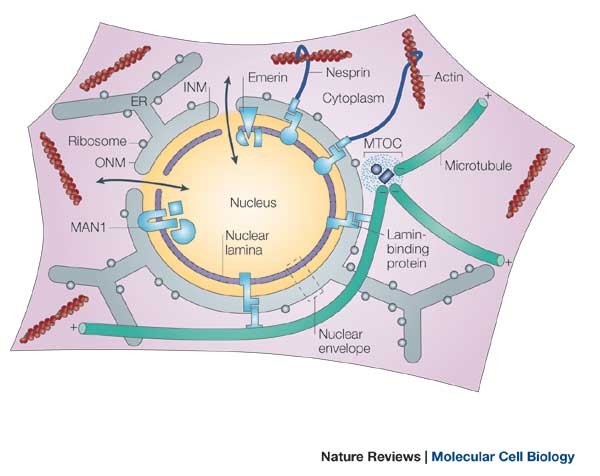 Emerin
Nesprin
Actin
INM
ER
Cytoplasm
+
Ribosome
MTOC
ONM
Microtubule
−
−
−
Nucleus
MAN1
Nuclear
lamina
Lamin-
binding
protein
+
+
Nuclear
envelope
Nature Reviews | Molecular Cell Biology